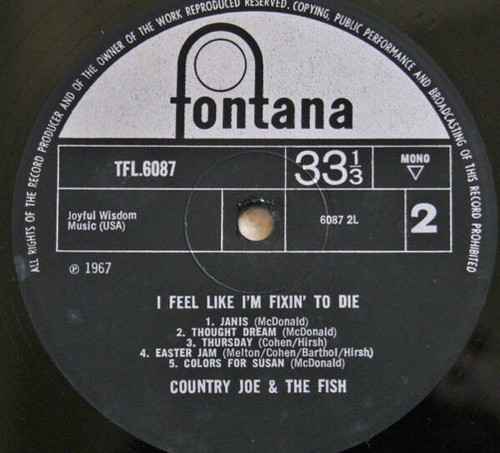 ALL RIGHTS OF THE RECORD PRODUCER AND OF THE OWNER OF THE WORK REPRODUCED RESERVED. COPYING, PUBLIC PERFORMANCE AND BROADCASTING OF THIS RECORD PROHIBITED
fontana
TFL.6087
33 1/3
MONO
▽
Joyful Wisdom
Music (USA)
6087 2L
2
℗ 1967
I FEEL LIKE I'M FIXIN' TO DIE
1. JANIS (McDonald)
2. THOUGHT DREAM (McDonald)
3. THURSDAY (Cohen/Hirsh)
4. EASTER JAM (Melton/Cohen/Barthol/Hirsh)
5. COLORS FOR SUSAN (McDonald)
COUNTRY JOE & THE FISH